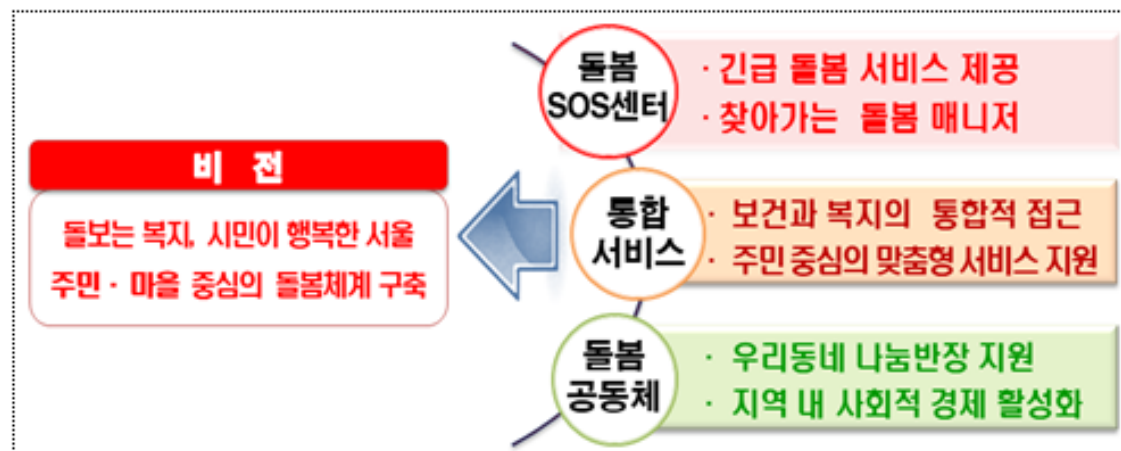 비 전
돌보는 복지, 시민이 행복한 서울
주민 · 마을 중심의 돌봄체계 구축
돌봄
SOS센터
· 긴급 돌봄 서비스 제공
· 찾아가는 돌봄 매니저
통합
서비스
· 보건과 복지의 통합적 접근
· 주민 중심의 맞춤형 서비스 지원
돌봄
공동체
· 우리동네 나눔반장 지원
· 지역 내 사회적 경제 활성화